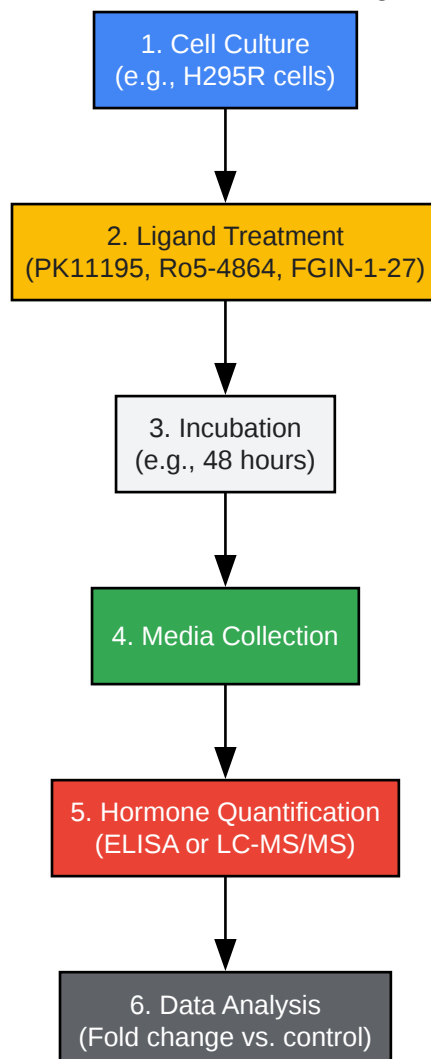 1. Cell Culture
(e.g., H295R cells)
2. Ligand Treatment
(PK11195, Ro5-4864, FGIN-1-27)
3. Incubation
(e.g., 48 hours)
4. Media Collection
5. Hormone Quantification
(ELISA or LC-MS/MS)
6. Data Analysis
(Fold change vs. control)